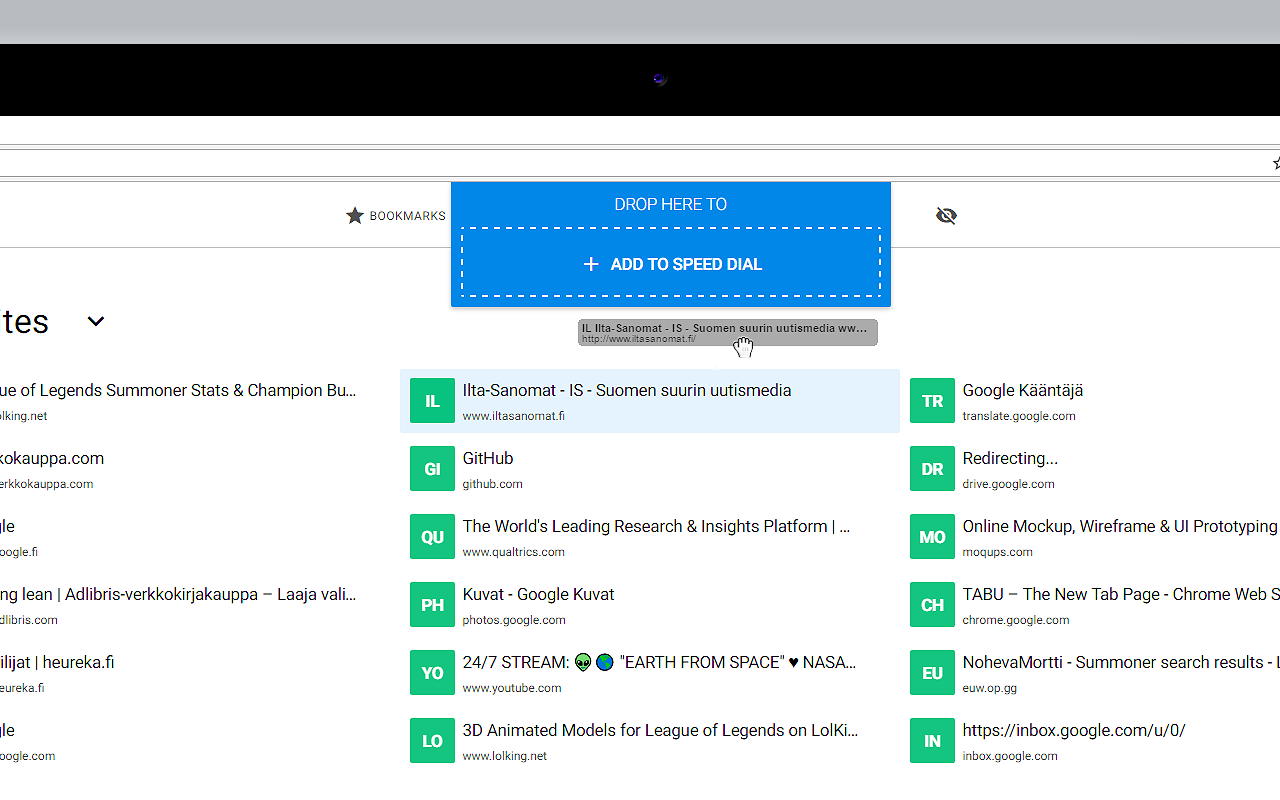 BOOKMARKS
DROP HERE TO
+ ADD TO SPEED DIAL
ites
IL Ilta-Sanomat - IS - Suomen suurin uutismedia ww...
http://www.iltasanomat.fi/
ue of Legends Summoner Stats & Champion Bu...
olking.net
kokauppa.com
erkkokauppa.com
gle
oogle.fi
ng lean | Adlibris-verkkokirjakauppa – Laaja vali...
dlibris.com
ilijat | heureka.fi
eureka.fi
gle
oogle.com
IL
Ilta-Sanomat - IS - Suomen suurin uutismedia
www.iltasanomat.fi
GI
GitHub
github.com
QU
The World's Leading Research & Insights Platform | ...
www.qualtrics.com
PH
Kuvat - Google Kuvat
photos.google.com
YO
24/7 STREAM: 👽🌏 "EARTH FROM SPACE" ♥ NASA...
www.youtube.com
LO
3D Animated Models for League of Legends on LolKi...
www.lolking.net
TR
Google Kääntäjä
translate.google.com
DR
Redirecting...
drive.google.com
MO
Online Mockup, Wireframe & UI Prototyping
moqups.com
CH
TABU – The New Tab Page - Chrome Web S
chrome.google.com
EU
NohevaMortti - Summoner search results - L
euw.op.gg
IN
https://inbox.google.com/u/0/
inbox.google.com